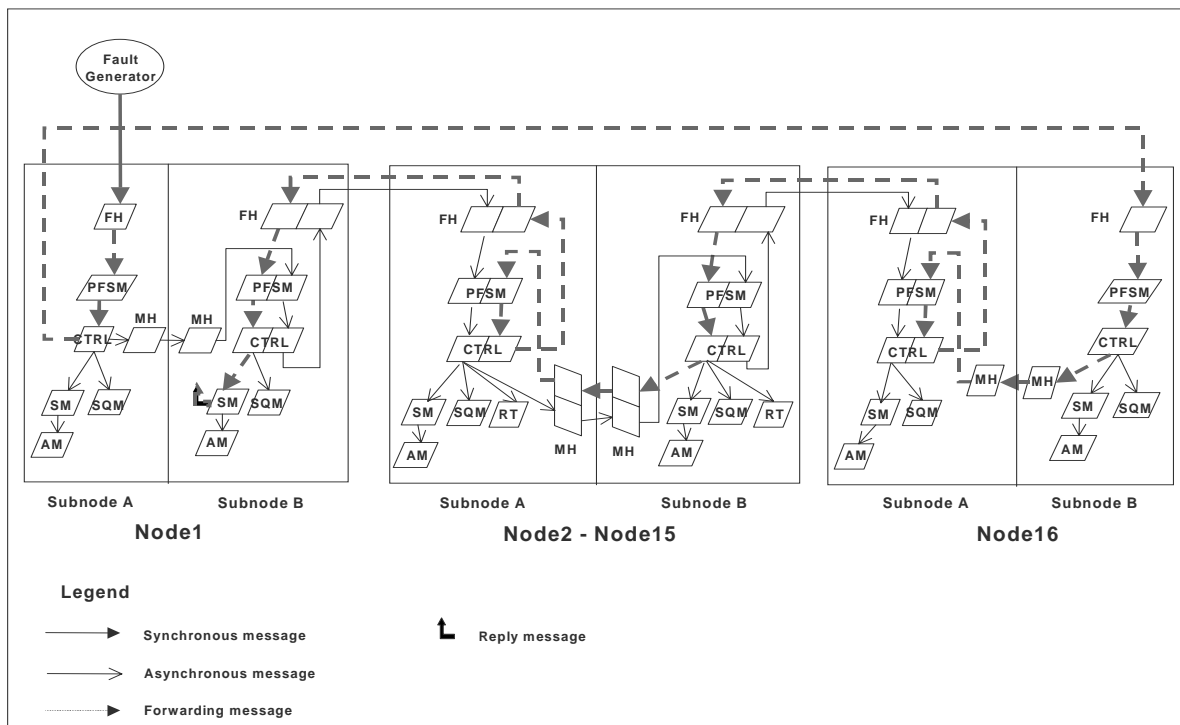 Fault
Generator
FH
PFSM
CTRL
MH
SM
SQM
AM
Subnode A
FH
PFSM
MH
CTRL
SM
SQM
AM
Subnode B
Node1
FH
PFSM
CTRL
SM
SQM
RT
AM
MH
Subnode A
FH
PFSM
CTRL
SM
SQM
RT
AM
MH
Subnode B
Node2 - Node15
FH
PFSM
CTRL
MH
SM
SQM
AM
Subnode A
FH
PFSM
CTRL
MH
SM
SQM
AM
Subnode B
Node16
Legend
Synchronous message
Reply message
Asynchronous message
Forwarding message